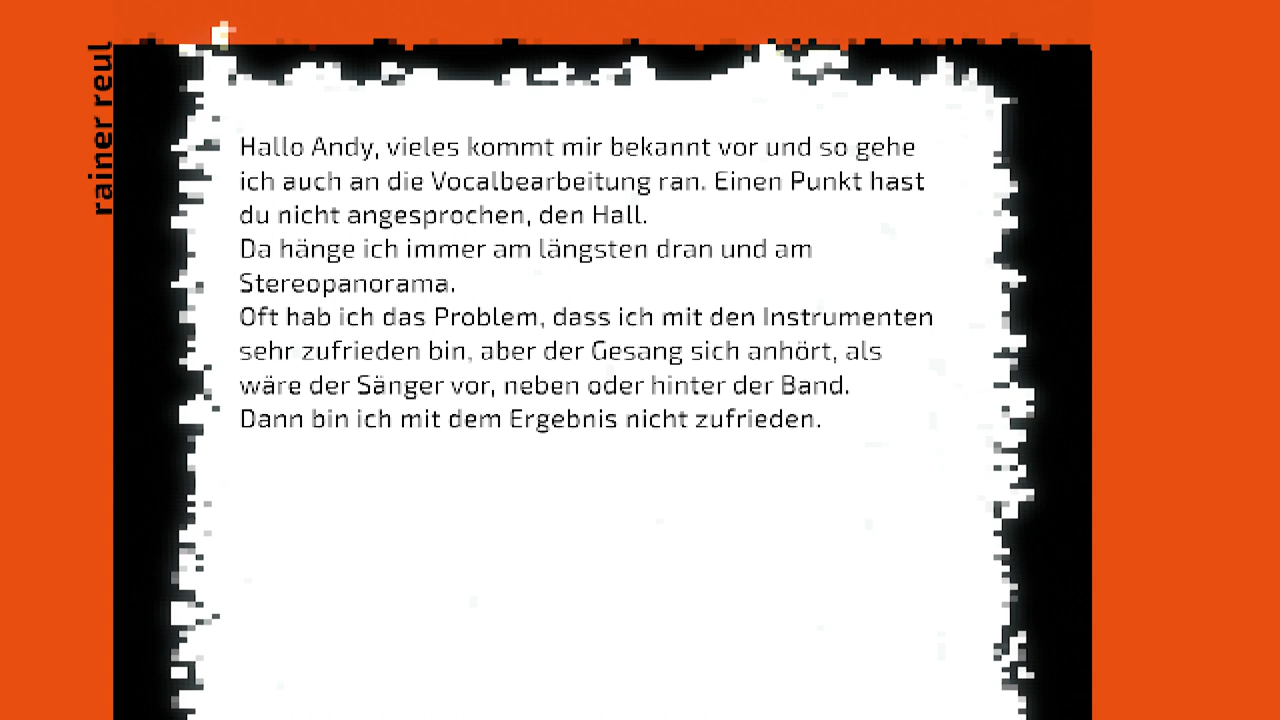 rainer reul
Hallo Andy, vieles kommt mir bekannt vor und so gehe
ich auch an die Vocalbearbeitung ran. Einen Punkt hast
du nicht angesprochen, den Hall.
Da hänge ich immer am längsten dran und am
Stereopanorama.
Oft hab ich das Problem, dass ich mit den Instrumenten
sehr zufrieden bin, aber der Gesang sich anhört, als
wäre der Sänger vor, neben oder hinter der Band.
Dann bin ich mit dem Ergebnis nicht zufrieden.